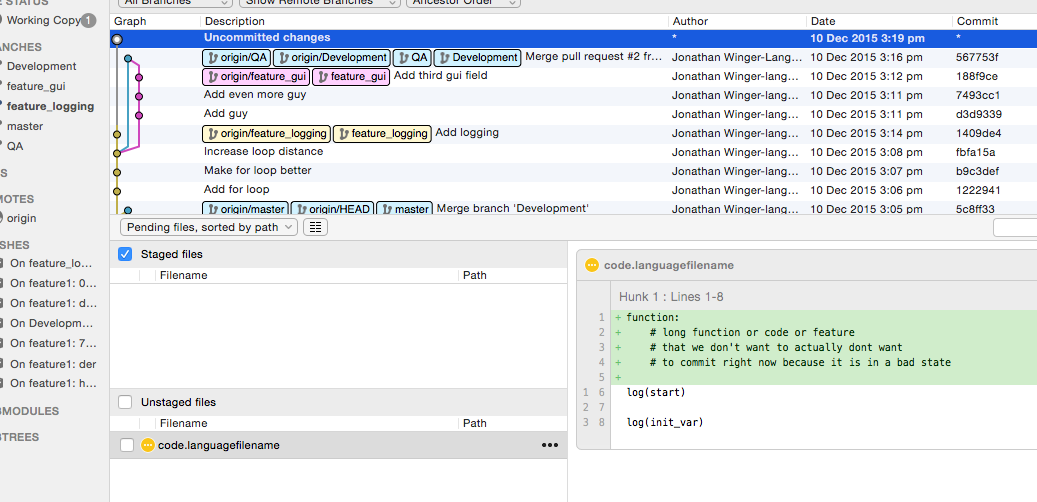 All Branches Show Remote Branches Ancestor Order
STATUS
Working Copy 1
Graph Description Author Date Commit
Uncommitted changes * 10 Dec 2015 3:19 pm *
origin/QA origin/Development QA Development Merge pull request #2 fr... Jonathan Winger-Lang... 10 Dec 2015 3:16 pm 567753f
origin/feature_gui feature_gui Add third gui field Jonathan Winger-lang... 10 Dec 2015 3:12 pm 188f9ce
Add even more guy Jonathan Winger-lang... 10 Dec 2015 3:11 pm 7493cc1
Add guy Jonathan Winger-lang... 10 Dec 2015 3:11 pm d3d9339
origin/feature_logging feature_logging Add logging Jonathan Winger-lang... 10 Dec 2015 3:14 pm 1409de4
Increase loop distance Jonathan Winger-lang... 10 Dec 2015 3:08 pm fbfa15a
Make for loop better Jonathan Winger-lang... 10 Dec 2015 3:07 pm b9c3def
Add for loop Jonathan Winger-lang... 10 Dec 2015 3:06 pm 1222941
origin/master origin/HEAD master Merge branch 'Development' Jonathan Winger-lang... 10 Dec 2015 3:05 pm 5c8ff33
ANCHES
Development
feature_gui
feature_logging
master
QA
S
MOTES
origin
SHES
On feature_lo...
On feature1: 0...
On feature1: d...
On Developm...
On feature1: 7...
On feature1: der
On feature1: h...
BMODULES
BTREES
Pending files, sorted by path
Staged files
Filename Path
Unstaged files
Filename Path
code.languagefilename •••
code.languagefilename
Hunk 1 : Lines 1-8
1 + function:
2 + # long function or code or feature
3 + # that we don't want to actually dont want
4 + # to commit right now because it is in a bad state
5 +
1 6 log(start)
2 7
3 8 log(init_var)